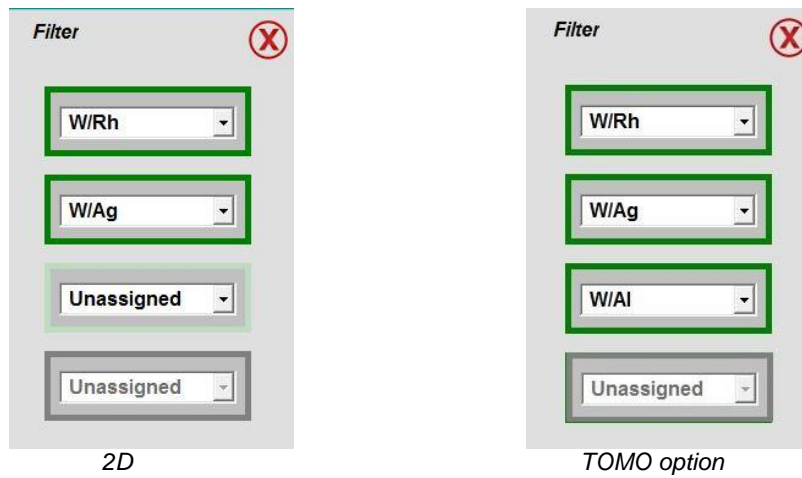 Filter
X
W/Rh
W/Ag
Unassigned
Unassigned
2D
Filter
X
W/Rh
W/Ag
W/Al
Unassigned
TOMO option